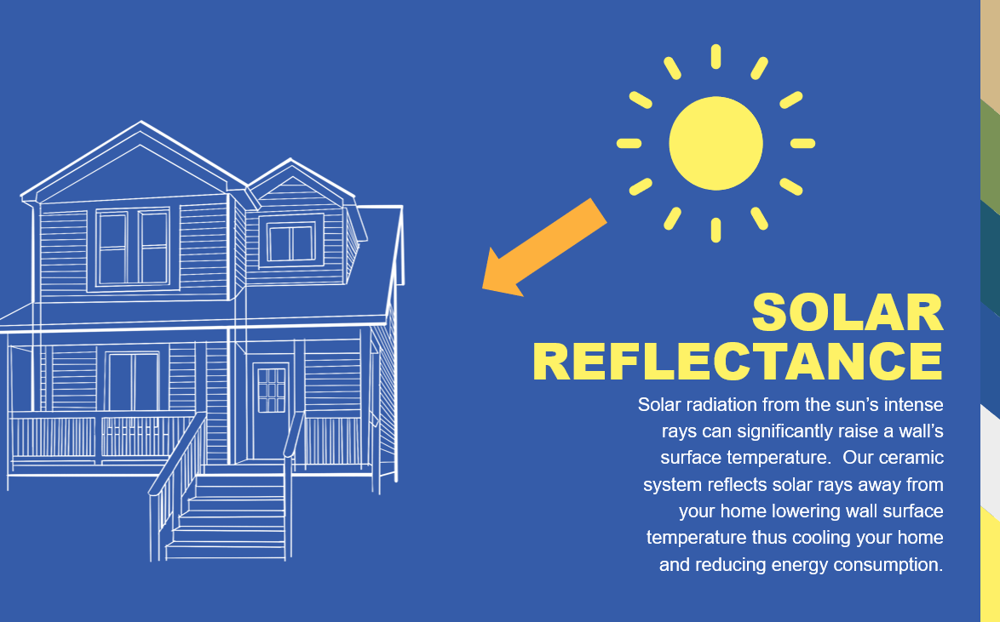 SOLAR
REFLECTANCE
Solar radiation from the sun’s intense
rays can significantly raise a wall’s
surface temperature.  Our ceramic
system reflects solar rays away from
your home lowering wall surface
temperature thus cooling your home
and reducing energy consumption.